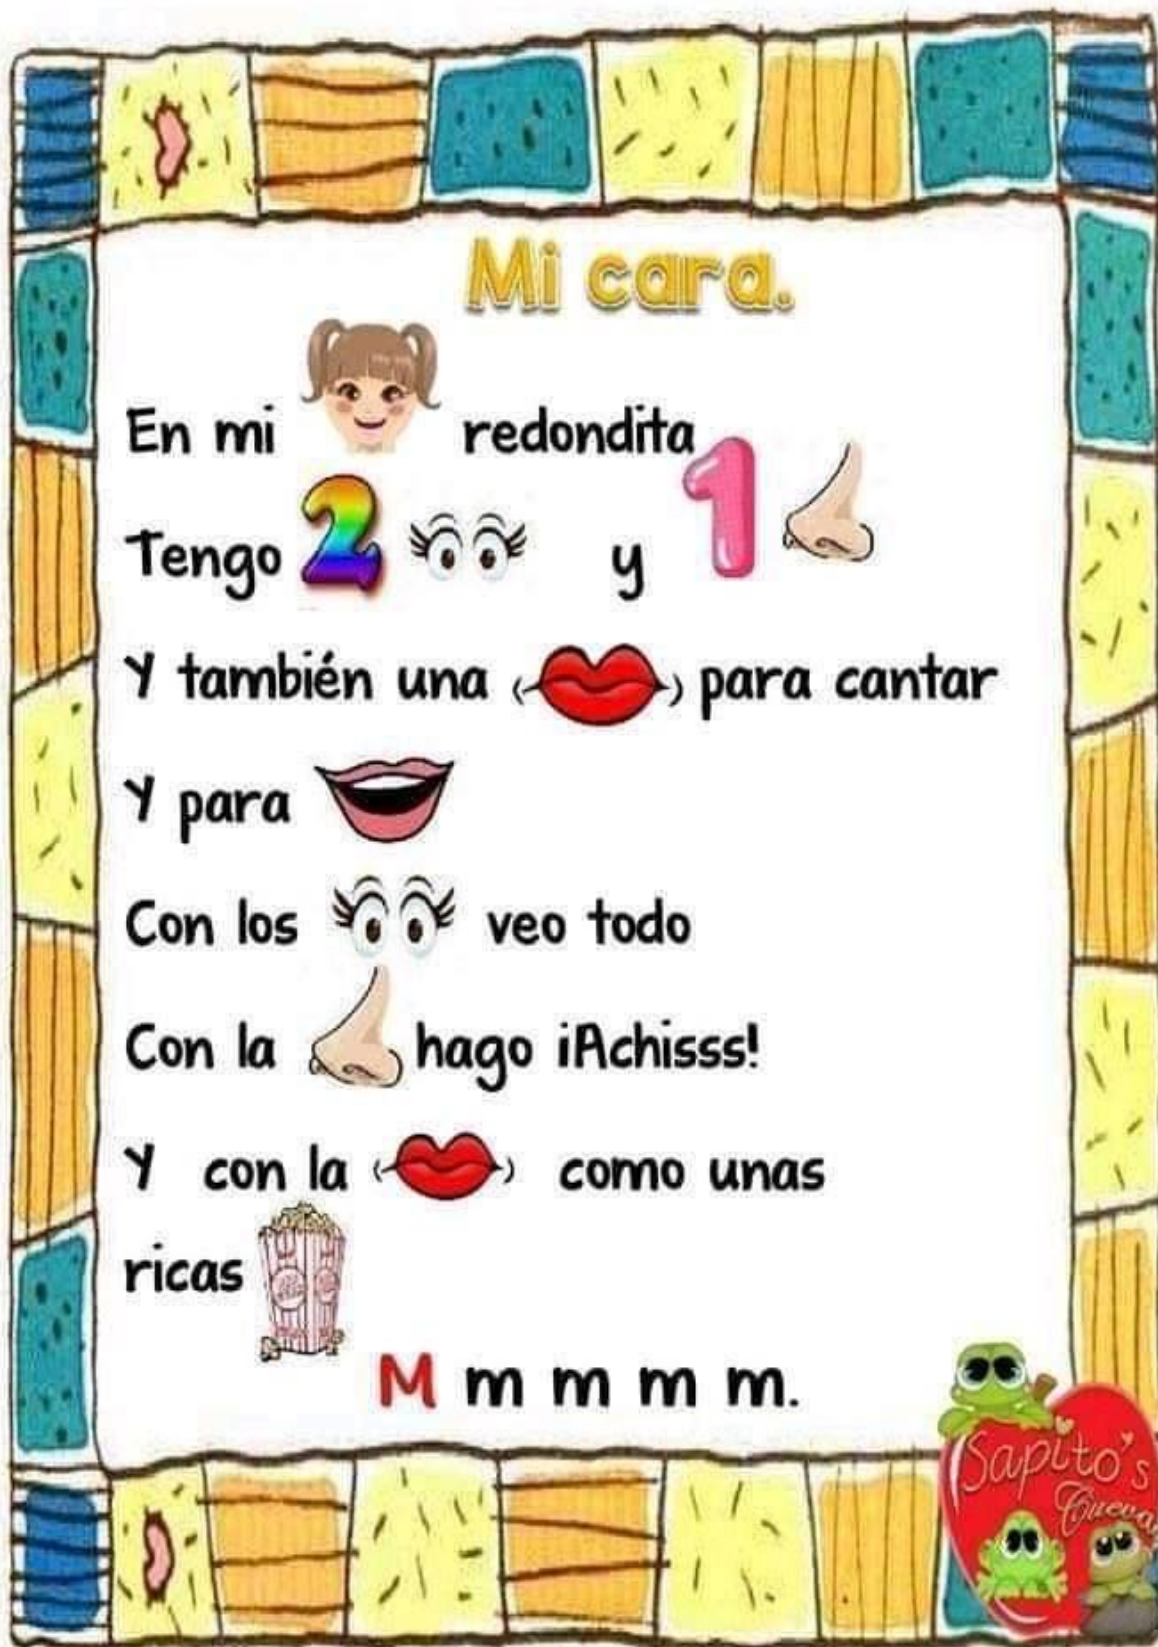 Mi cara.
En mi redondita
Tengo 2 y 1
Y también una para cantar
Y para
Con los veo todo
Con la hago ¡Achisss!
Y con la como unas
ricas
M m m m m.
Sapito's
Cueva